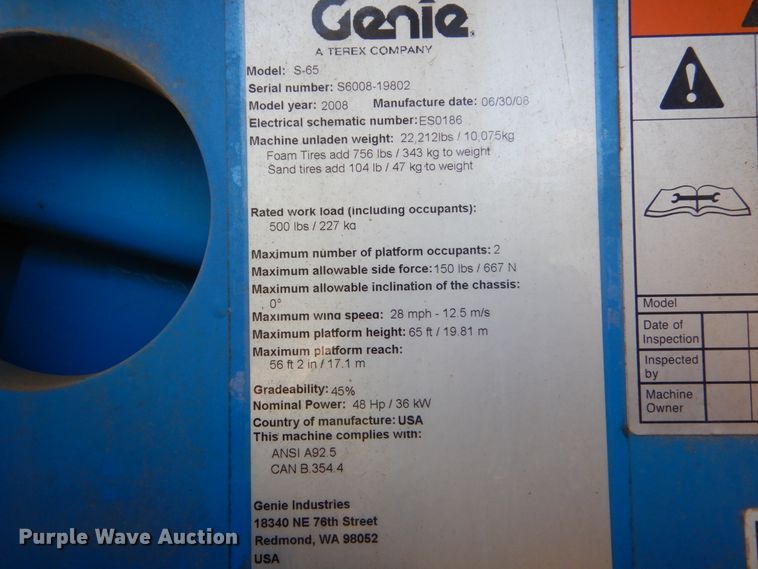 Genie
A TEREX COMPANY
Model: S-65
Serial number: S6008-19802
Model year: 2008 Manufacture date: 06/30/08
Electrical schematic number:ES0186
Machine unladen weight: 22,212lbs / 10,075kg
Foam Tires add 756 lbs / 343 kg to weight
Sand tires add 104 lb / 47 kg to weight
Rated work load (including occupants):
500 lbs / 227 kg
Maximum number of platform occupants: 2
Maximum allowable side force:150 lbs / 667 N
Maximum allowable inclination of the chassis:
0°
Maximum wind speed: 28 mph - 12.5 m/s
Maximum platform height: 65 ft / 19.81 m
Maximum platform reach:
56 ft 2 in / 17.1 m
Gradeability: 45%
Nominal Power: 48 Hp / 36 kW
Country of manufacture: USA
This machine complies with:
ANSI A92.5
CAN B.354.4
Genie Industries
18340 NE 76th Street
Redmond, WA 98052
USA
Model
Date of
Inspection
Inspected
by
Machine
Owner
Purple Wave Auction